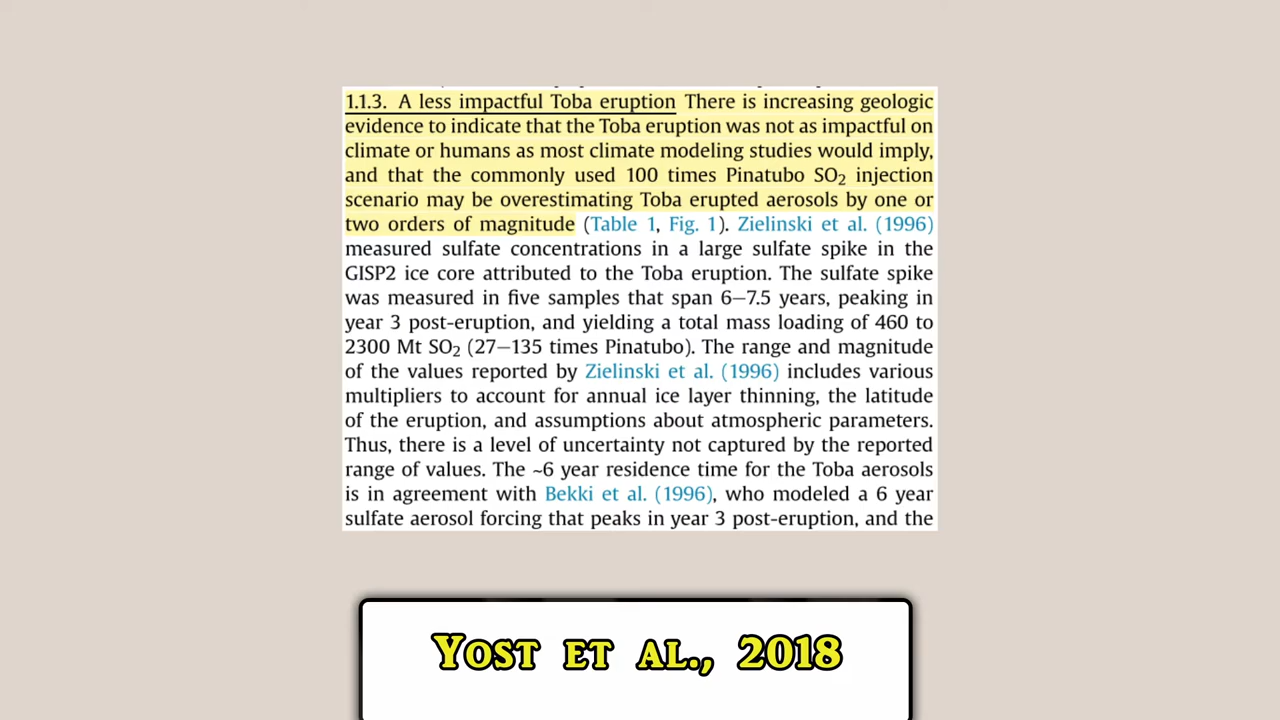 1.1.3. A less impactful Toba eruption There is increasing geologic
evidence to indicate that the Toba eruption was not as impactful on
climate or humans as most climate modeling studies would imply,
and that the commonly used 100 times Pinatubo SO₂ injection
scenario may be overestimating Toba erupted aerosols by one or
two orders of magnitude (Table 1, Fig. 1). Zielinski et al. (1996)
measured sulfate concentrations in a large sulfate spike in the
GISP2 ice core attributed to the Toba eruption. The sulfate spike
was measured in five samples that span 6–7.5 years, peaking in
year 3 post-eruption, and yielding a total mass loading of 460 to
2300 Mt SO₂ (27–135 times Pinatubo). The range and magnitude
of the values reported by Zielinski et al. (1996) includes various
multipliers to account for annual ice layer thinning, the latitude
of the eruption, and assumptions about atmospheric parameters.
Thus, there is a level of uncertainty not captured by the reported
range of values. The ~6 year residence time for the Toba aerosols
is in agreement with Bekki et al. (1996), who modeled a 6 year
sulfate aerosol forcing that peaks in year 3 post-eruption, and the
Yost et al., 2018